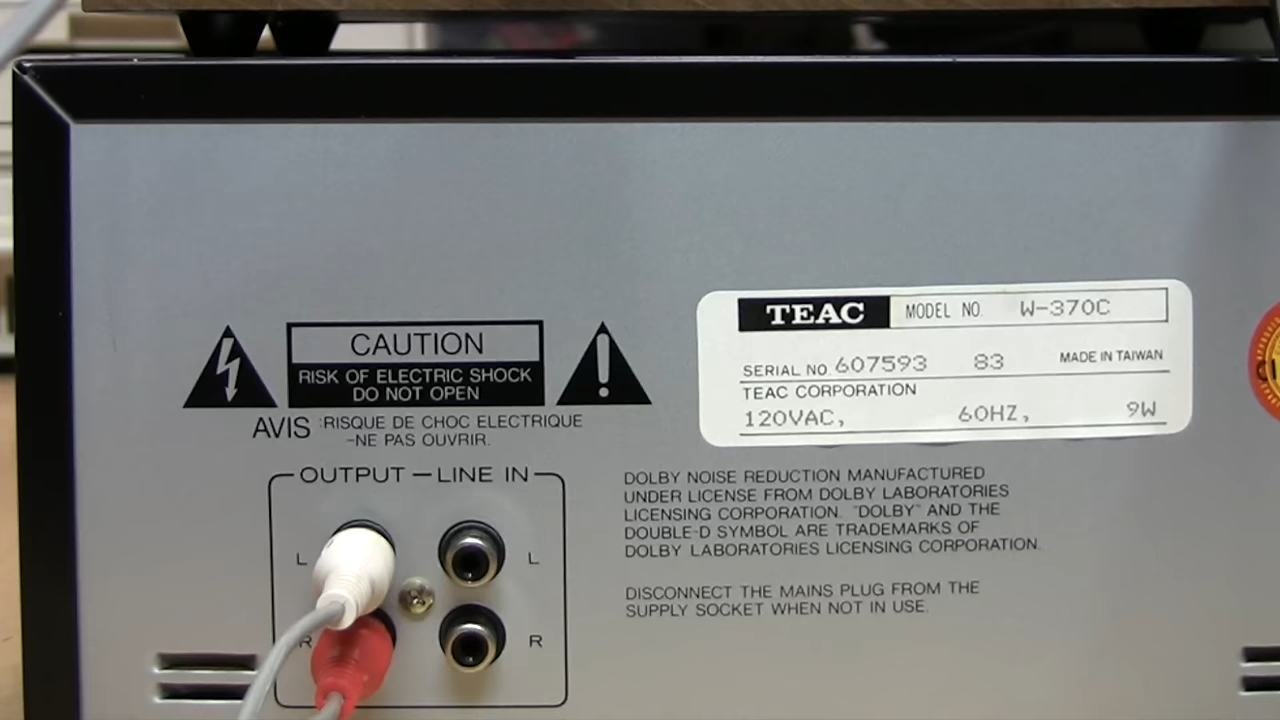 CAUTION
RISK OF ELECTRIC SHOCK
DO NOT OPEN
AVIS :RISQUE DE CHOC ELECTRIQUE
-NE PAS OUVRIR.
TEAC MODEL NO. W-370C
SERIAL NO. 607593 83 MADE IN TAIWAN
TEAC CORPORATION
120VAC, 60HZ, 9W
OUTPUT LINE IN
L L
R R
DOLBY NOISE REDUCTION MANUFACTURED
UNDER LICENSE FROM DOLBY LABORATORIES
LICENSING CORPORATION. "DOLBY" AND THE
DOUBLE-D SYMBOL ARE TRADEMARKS OF
DOLBY LABORATORIES LICENSING CORPORATION.
DISCONNECT THE MAINS PLUG FROM THE
SUPPLY SOCKET WHEN NOT IN USE.